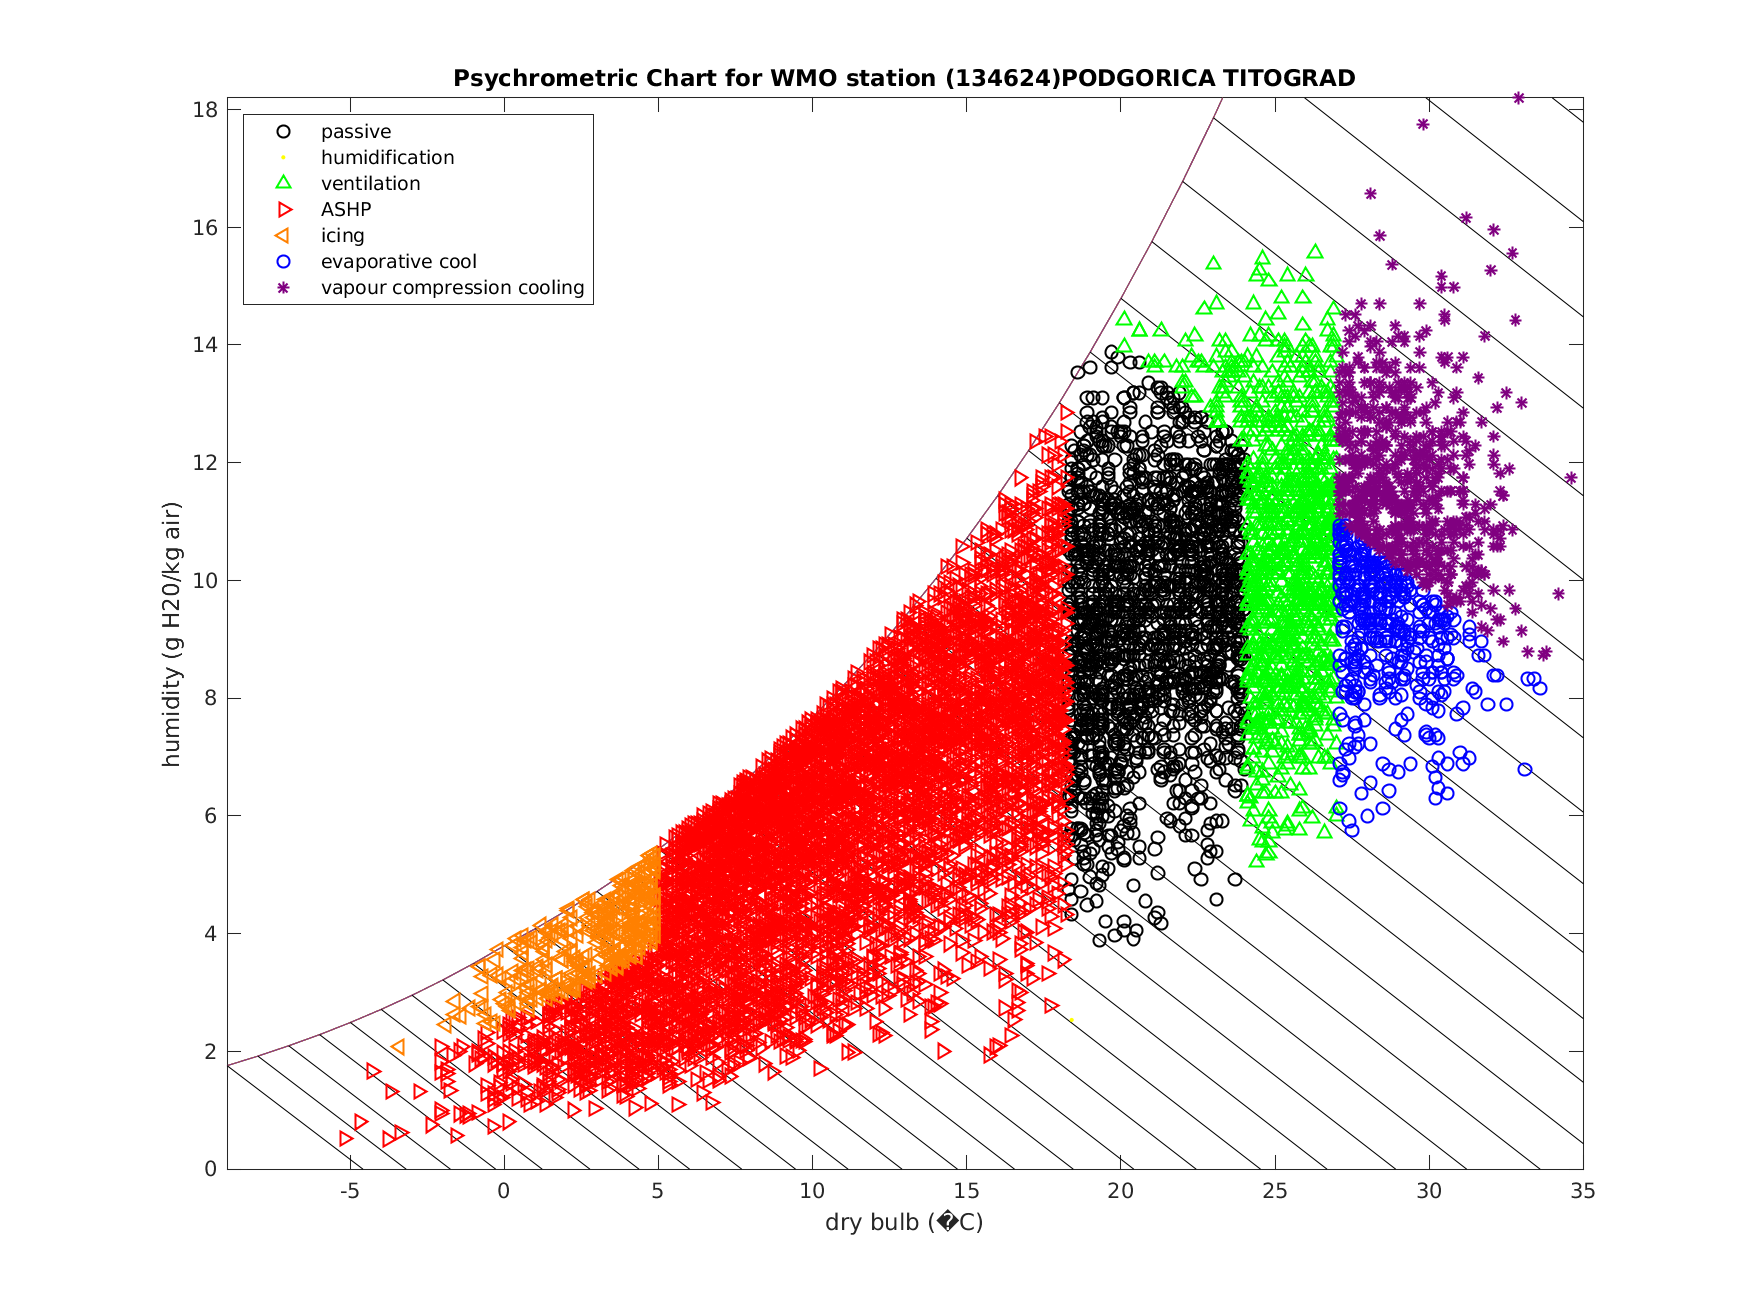 Psychrometric Chart for WMO station (134624)PODGORICA TITOGRAD
passive
humidification
ventilation
ASHP
icing
evaporative cool
vapour compression cooling
humidity (g H20/kg air)
18
16
14
12
10
8
6
4
2
0
-5 0 5 10 15 20 25 30 35
dry bulb (�C)